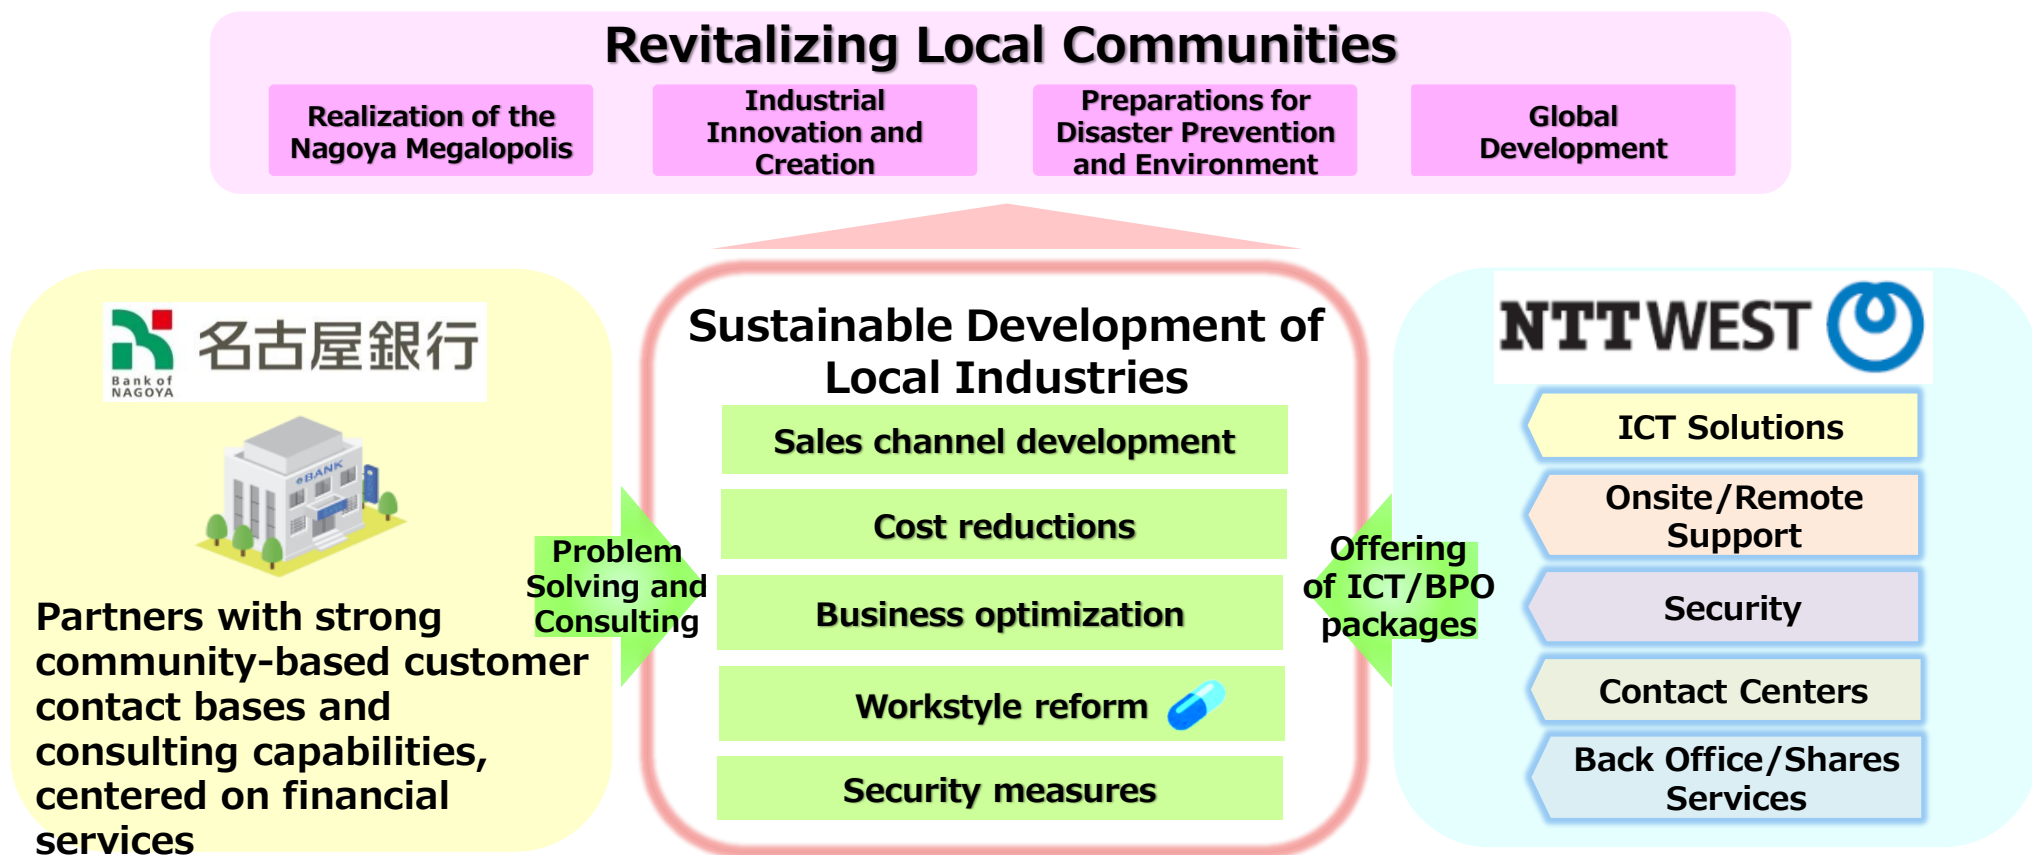 Revitalizing Local Communities
Realization of the
Nagoya Megalopolis
Industrial
Innovation and
Creation
Preparations for
Disaster Prevention
and Environment
Global
Development
Bank of
NAGOYA
名古屋銀行
BANK
Partners with strong
community-based customer
contact bases and
consulting capabilities,
centered on financial
services
Problem
Solving and
Consulting
Sustainable Development of
Local Industries
Sales channel development
Cost reductions
Business optimization
Workstyle reform
Security measures
Offering
of ICT/BPO
packages
NTT WEST
ICT Solutions
Onsite/Remote
Support
Security
Contact Centers
Back Office/Shares
Services